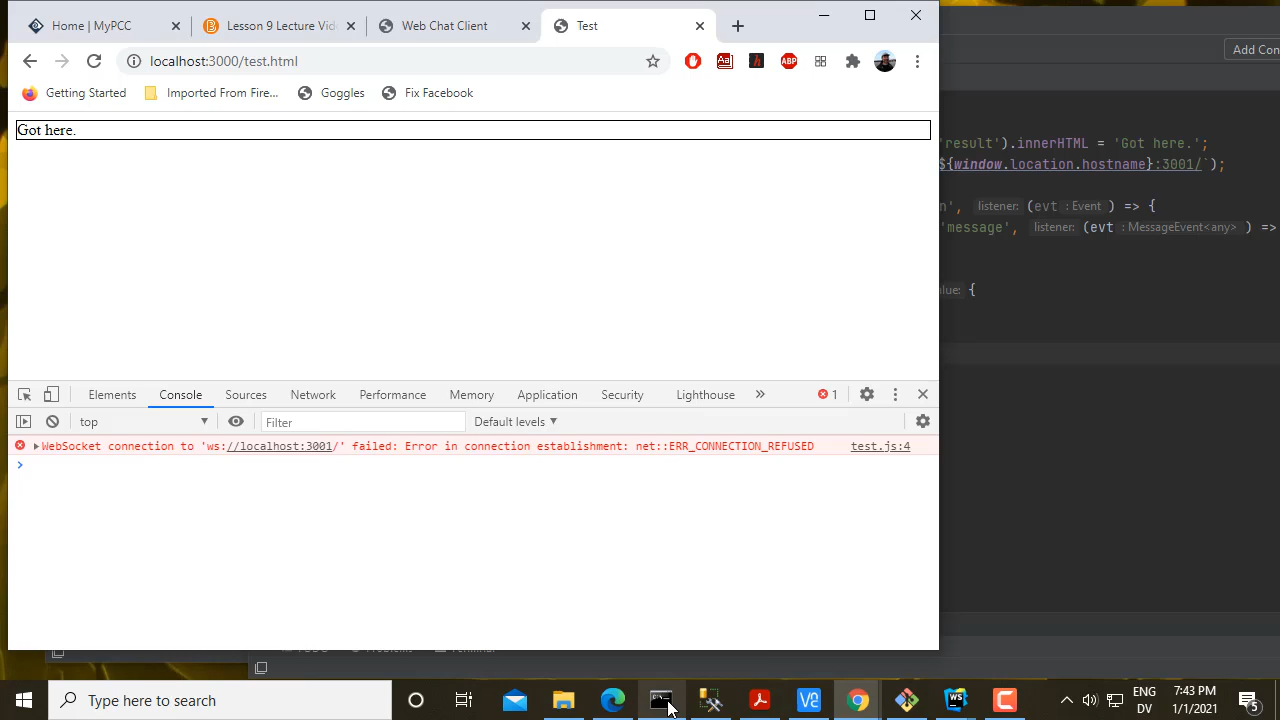 Home | MyPCC
Lesson 9 Lecture Vid
Web Chat Client
Test
localhost:3000/test.html
ABP
Getting Started
Imported From Fire...
Goggles
Fix Facebook
Add Con
Got here.
'result').innerHTML = 'Got here.';
${window.location.hostname}:3001/`);
n', listener: (evt : Event ) => {
'message', listener: (evt : MessageEvent<any> ) =>
lue: {
Elements
Console
Sources
Network
Performance
Memory
Application
Security
Lighthouse
1
top
Filter
Default levels
WebSocket connection to 'ws://localhost:3001/' failed: Error in connection establishment: net::ERR_CONNECTION_REFUSED
test.js:4
Type here to search
ENG
DV
7:43 PM
1/1/2021
5